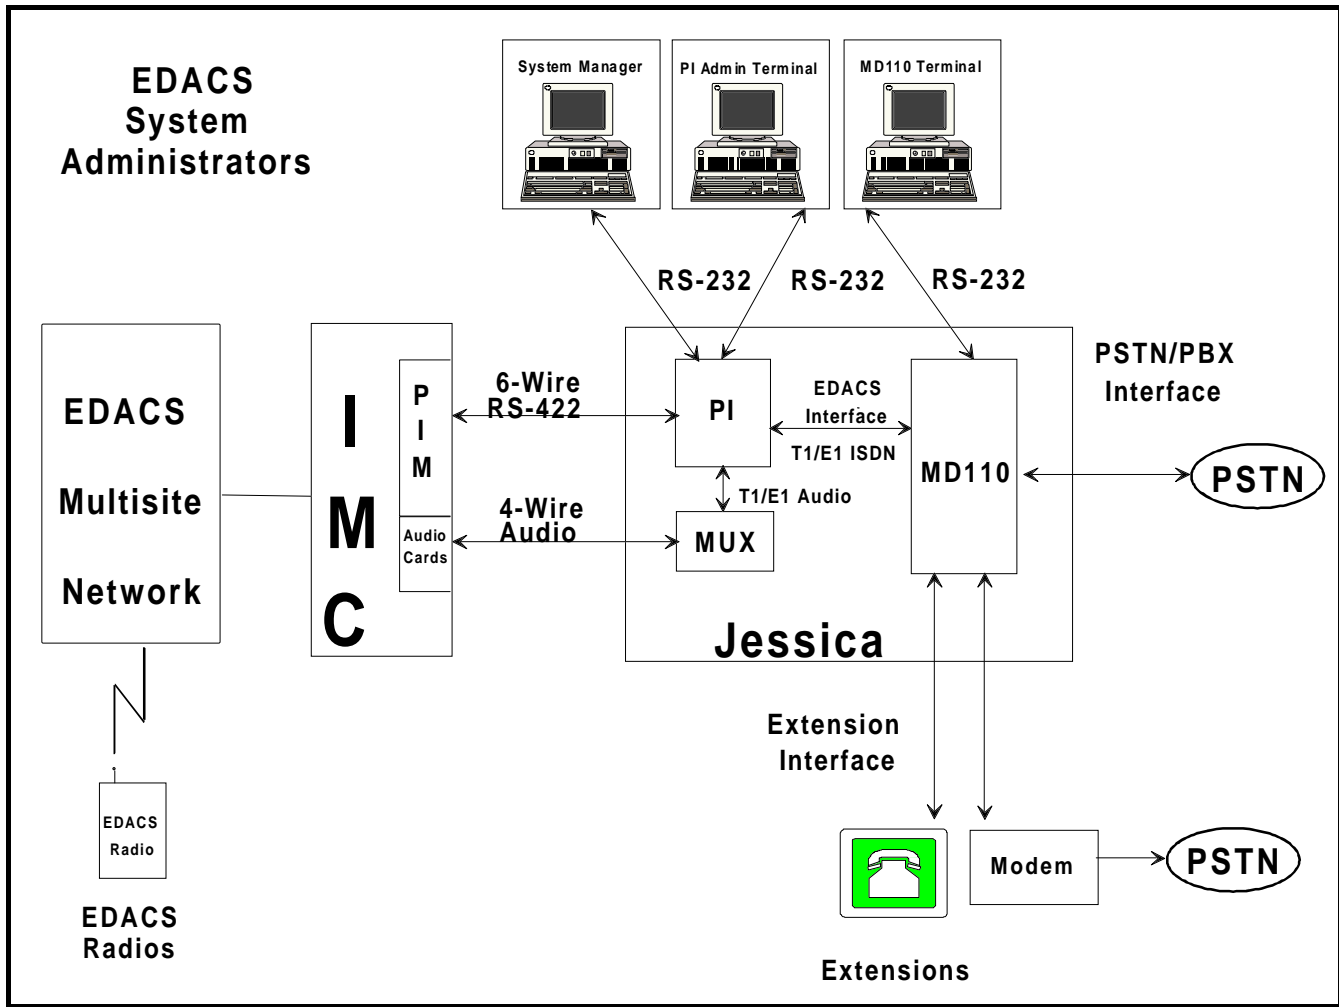 EDACS
System
Administrators
System Manager
PI Admin Terminal
MD110 Terminal
RS-232
RS-232
RS-232
EDACS
Multisite
Network
I
M
C
P
I
M
Audio
Cards
6-Wire
RS-422
4-Wire
Audio
PI
EDACS
Interface
T1/E1 ISDN
T1/E1 Audio
MUX
MD110
Jessica
PSTN/PBX
Interface
PSTN
Extension
Interface
EDACS
Radio
EDACS
Radios
Modem
PSTN
Extensions